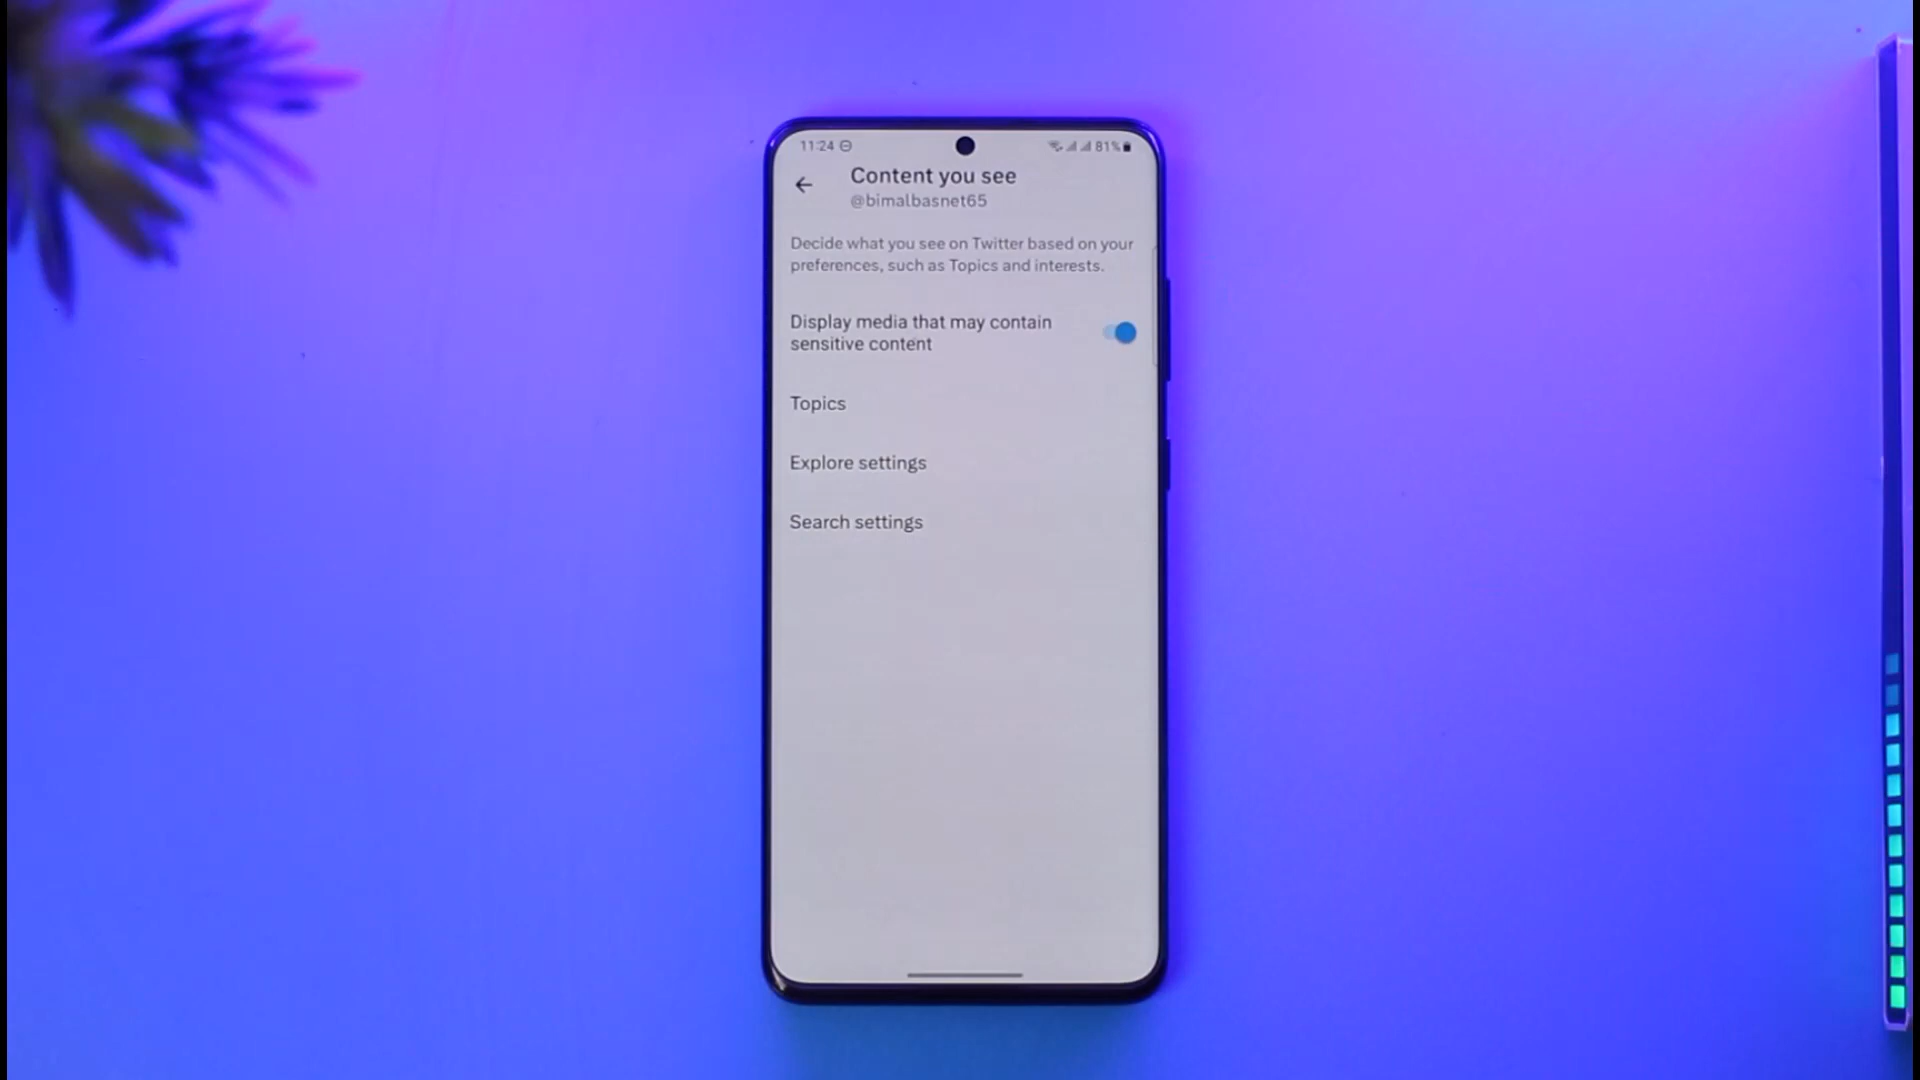 11:24
81%
Content you see
@bimalbasnet65
Decide what you see on Twitter based on your
preferences, such as Topics and interests.
Display media that may contain
sensitive content
Topics
Explore settings
Search settings